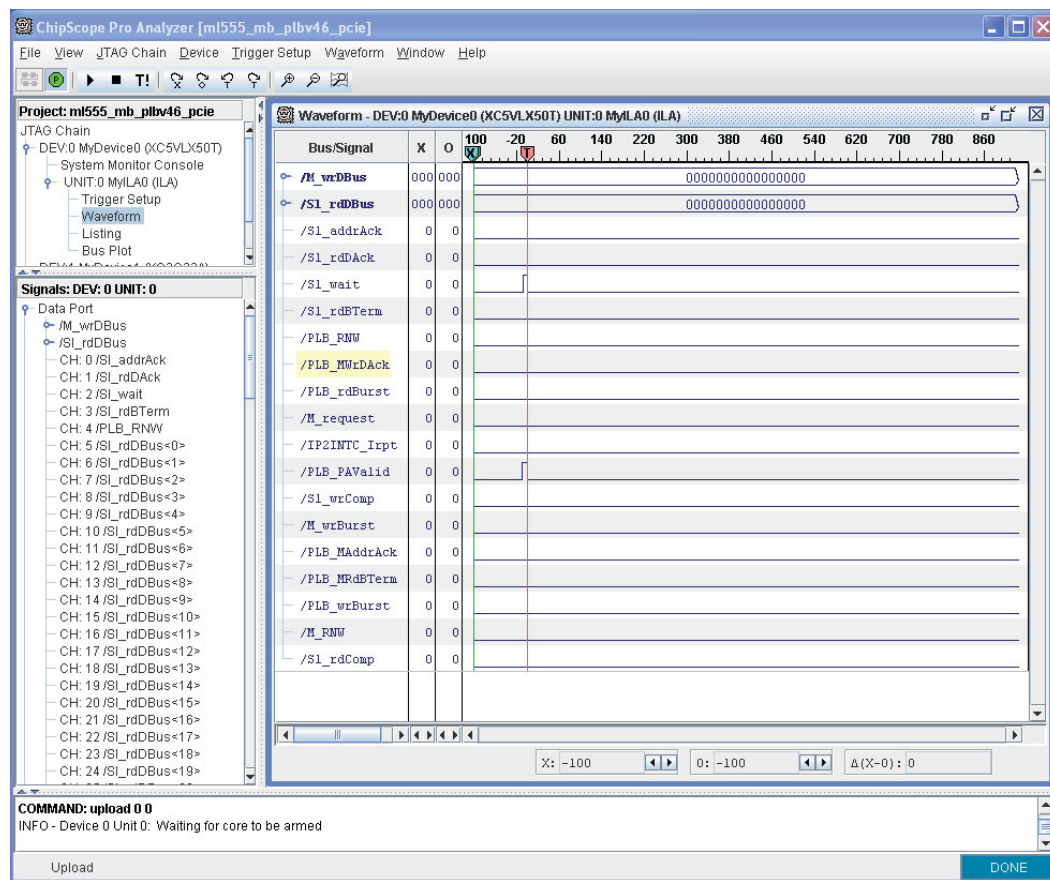 ChipScope Pro Analyzer [ml555_mb_plbv46_pcie]
File View JTAG Chain Device Trigger Setup Waveform Window Help
T!
Project: ml555_mb_plbv46_pcie
JTAG Chain
DEV:0 MyDevice0 (XC5VLX50T)
System Monitor Console
UNIT:0 MyILA0 (ILA)
Trigger Setup
Waveform
Listing
Bus Plot
Signals: DEV: 0 UNIT: 0
Data Port
/M_wrDBus
/Sl_rdDBus
CH: 0 /Sl_addrAck
CH: 1 /Sl_rdDAck
CH: 2 /Sl_wait
CH: 3 /Sl_rdBTerm
CH: 4 /PLB_RNW
CH: 5 /Sl_rdDBus<0>
CH: 6 /Sl_rdDBus<1>
CH: 7 /Sl_rdDBus<2>
CH: 8 /Sl_rdDBus<3>
CH: 9 /Sl_rdDBus<4>
CH: 10 /Sl_rdDBus<5>
CH: 11 /Sl_rdDBus<6>
CH: 12 /Sl_rdDBus<7>
CH: 13 /Sl_rdDBus<8>
CH: 14 /Sl_rdDBus<9>
CH: 15 /Sl_rdDBus<10>
CH: 16 /Sl_rdDBus<11>
CH: 17 /Sl_rdDBus<12>
CH: 18 /Sl_rdDBus<13>
CH: 19 /Sl_rdDBus<14>
CH: 20 /Sl_rdDBus<15>
CH: 21 /Sl_rdDBus<16>
CH: 22 /Sl_rdDBus<17>
CH: 23 /Sl_rdDBus<18>
CH: 24 /Sl_rdDBus<19>
Waveform - DEV:0 MyDevice0 (XC5VLX50T) UNIT:0 MyILA0 (ILA)
Bus/Signal X O 100 -20 60 140 220 300 380 460 540 620 700 780 860
X T
/M_wrDBus 000 000 0000000000000000
/Sl_rdDBus 000 000 0000000000000000
/Sl_addrAck 0 0
/Sl_rdDAck 0 0
/Sl_wait 0 0
/Sl_rdBTerm 0 0
/PLB_RNW 0 0
/PLB_MWrDAck 0 0
/PLB_rdBurst 0 0
/M_request 0 0
/IP2INTC_Irpt 0 0
/PLB_PAValid 0 0
/Sl_wrComp 0 0
/M_wrBurst 0 0
/PLB_MAddrAck 0 0
/PLB_MRdBTerm 0 0
/PLB_wrBurst 0 0
/M_RNW 0 0
/Sl_rdComp 0 0
X: -100 O: -100 Δ(X-O): 0
COMMAND: upload 0 0
INFO - Device 0 Unit 0: Waiting for core to be armed
Upload DONE